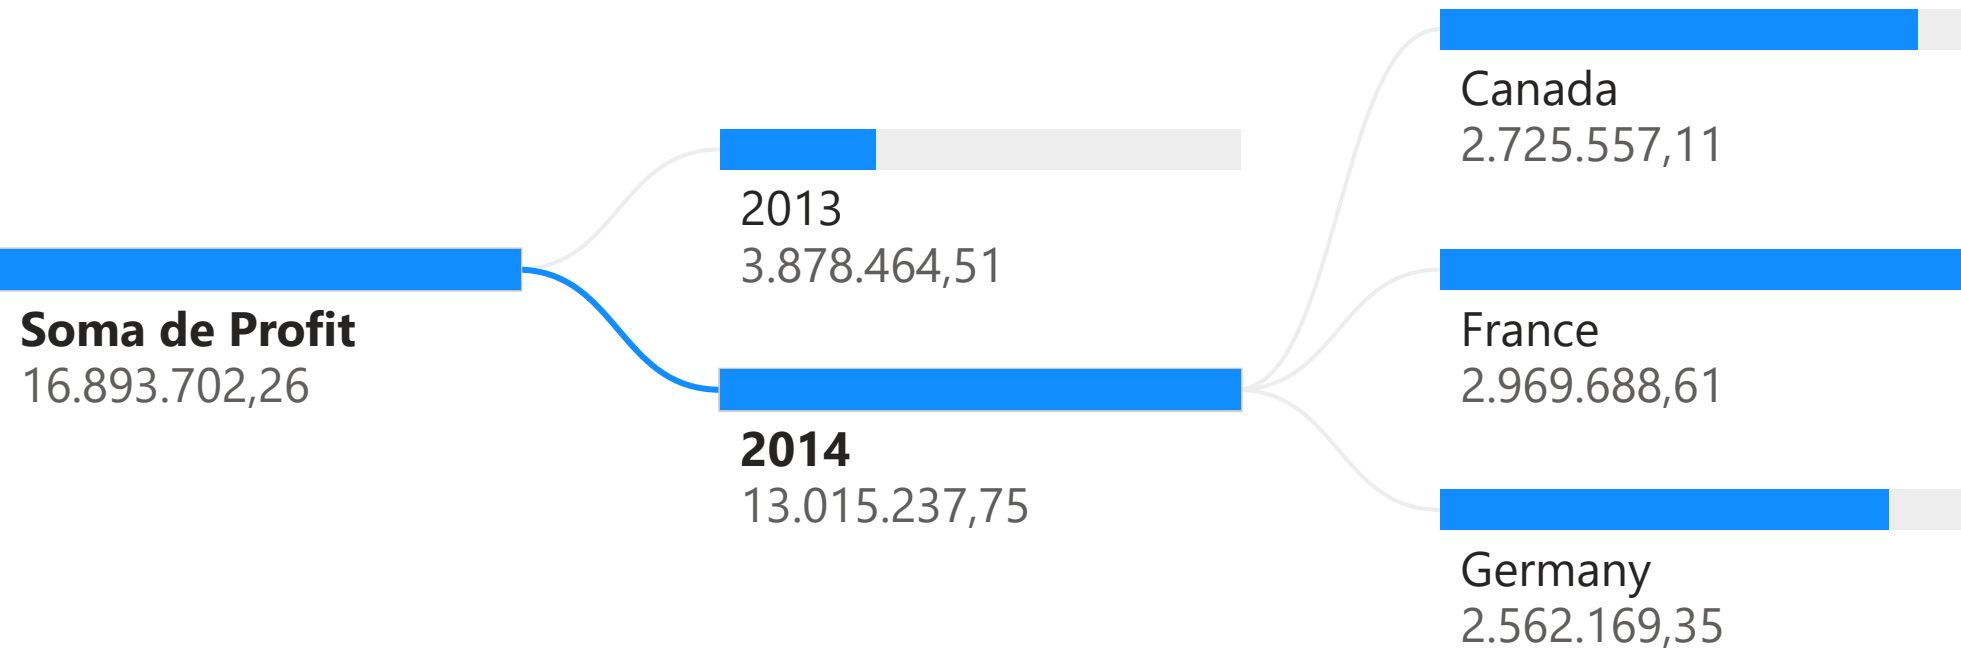 Soma de Profit
16.893.702,26
2013
3.878.464,51
2014
13.015.237,75
Canada
2.725.557,11
France
2.969.688,61
Germany
2.562.169,35